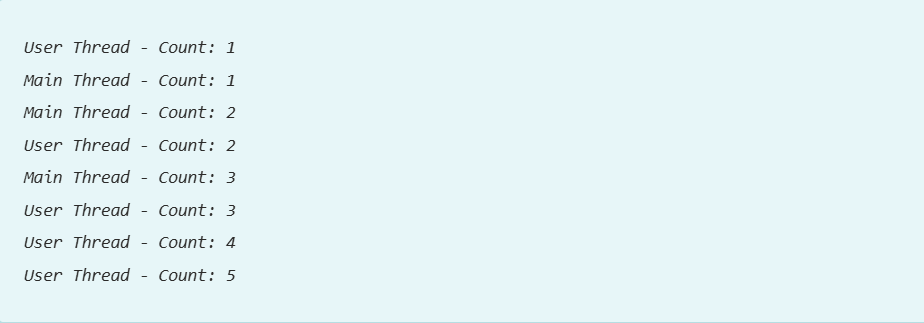 User Thread - Count: 1
Main Thread - Count: 1
Main Thread - Count: 2
User Thread - Count: 2
Main Thread - Count: 3
User Thread - Count: 3
User Thread - Count: 4
User Thread - Count: 5